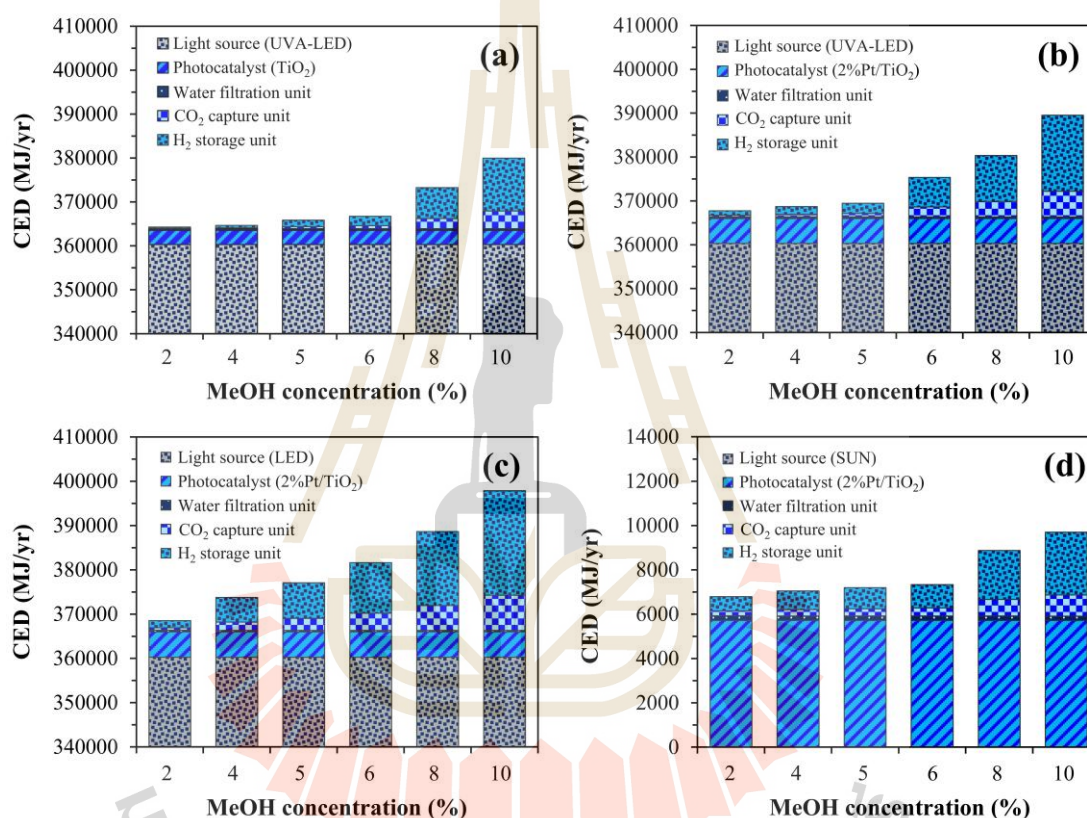 410000
400000
390000
380000
370000
360000
350000
340000
CED (MJ/yr)
Light source (UVA-LED)
Photocatalyst (TiO₂)
Water filtration unit
CO₂ capture unit
H₂ storage unit
(a)
2 4 5 6 8 10
MeOH concentration (%)
410000
400000
390000
380000
370000
360000
350000
340000
CED (MJ/yr)
Light source (UVA-LED)
Photocatalyst (2%Pt/TiO₂)
Water filtration unit
CO₂ capture unit
H₂ storage unit
(b)
2 4 5 6 8 10
MeOH concentration (%)
410000
400000
390000
380000
370000
360000
350000
340000
CED (MJ/yr)
Light source (LED)
Photocatalyst (2%Pt/TiO₂)
Water filtration unit
CO₂ capture unit
H₂ storage unit
(c)
2 4 5 6 8 10
MeOH concentration (%)
14000
12000
10000
8000
6000
4000
2000
0
CED (MJ/yr)
Light source (SUN)
Photocatalyst (2%Pt/TiO₂)
Water filtration unit
CO₂ capture unit
H₂ storage unit
(d)
2 4 5 6 8 10
MeOH concentration (%)